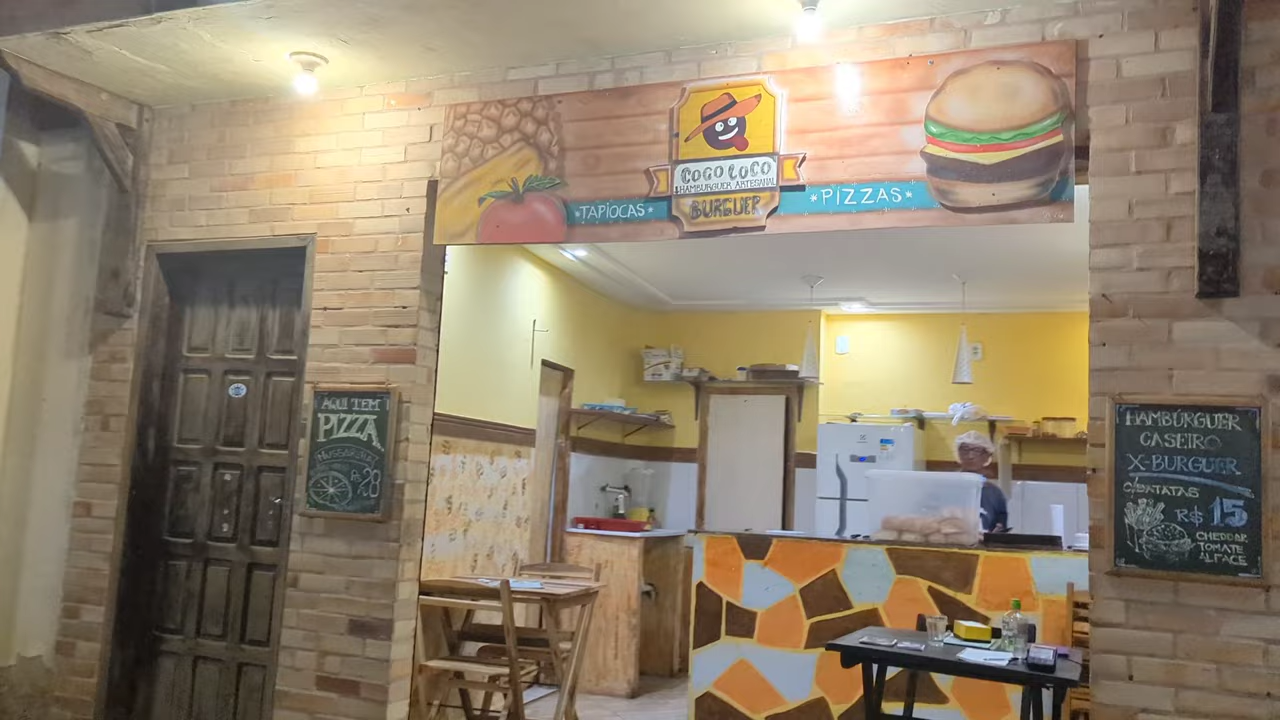 COCO LOCO
HAMBURGUER ARTESANAL
BURGUER
*TAPIOCAS*
*PIZZAS*
AQUI TEM
PIZZA
MUSSARELA
R$ 28
HAMBÚRGUER
CASEIRO
X-BURGUER
C/BATATAS
R$ 15
CHEDDAR
TOMATE
ALFACE